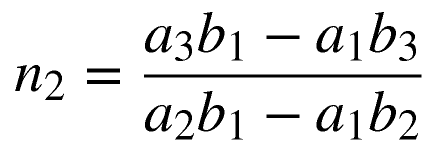 n₂ = (a₃b₁ − a₁b₃) / (a₂b₁ − a₁b₂)